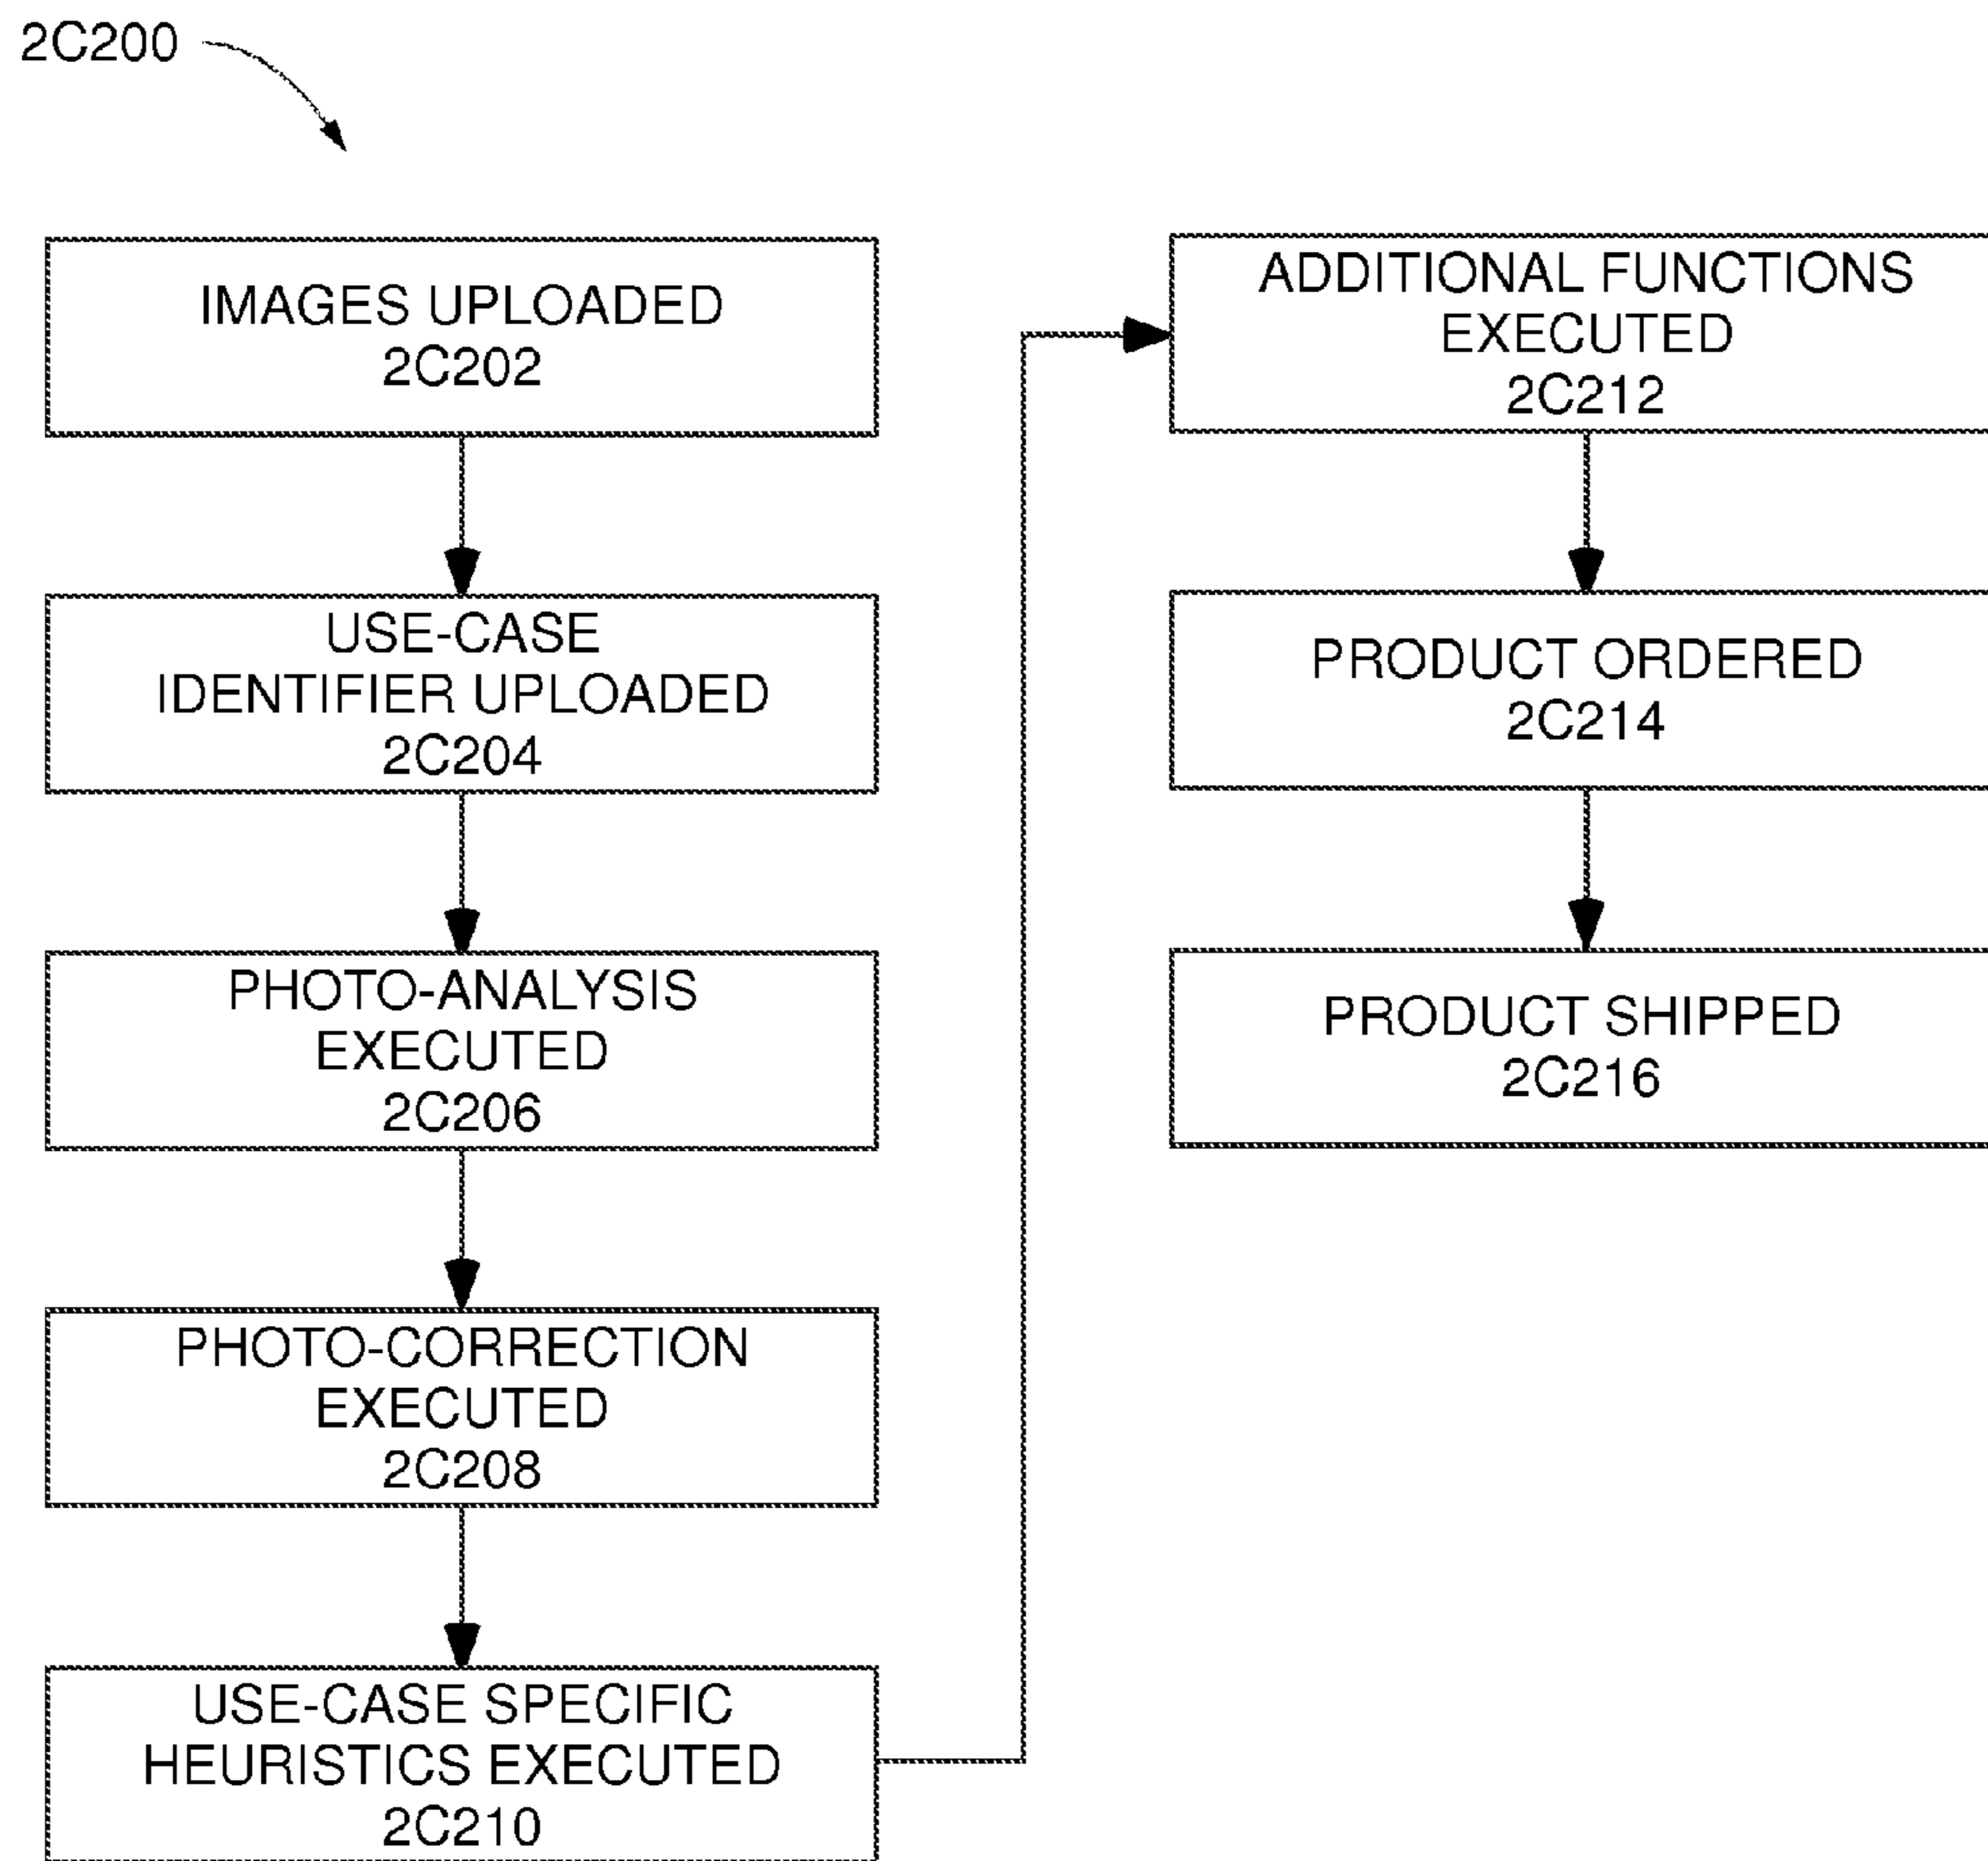 2C200
IMAGES UPLOADED
2C202
USE-CASE
IDENTIFIER UPLOADED
2C204
PHOTO-ANALYSIS
EXECUTED
2C206
PHOTO-CORRECTION
EXECUTED
2C208
USE-CASE SPECIFIC
HEURISTICS EXECUTED
2C210
ADDITIONAL FUNCTIONS
EXECUTED
2C212
PRODUCT ORDERED
2C214
PRODUCT SHIPPED
2C216